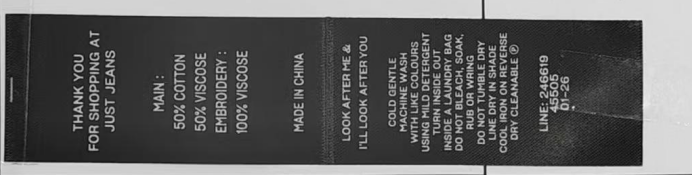 THANK YOU
FOR SHOPPING AT
JUST JEANS
MAIN :
50% COTTON
50% VISCOSE
EMBROIDERY :
100% VISCOSE
MADE IN CHINA
LOOK AFTER ME &
I'LL LOOK AFTER YOU
COLD GENTLE
MACHINE WASH
WITH LIKE COLOURS
USING MILD DETERGENT
TURN INSIDE OUT
INSIDE A LAUNDRY BAG
DO NOT BLEACH, SOAK,
RUB OR WRING
DO NOT TUMBLE DRY
LINE DRY IN SHADE
COOL IRON ON REVERSE
DRY CLEANABLE Ⓟ
LINE: 246619
45505
D1-26